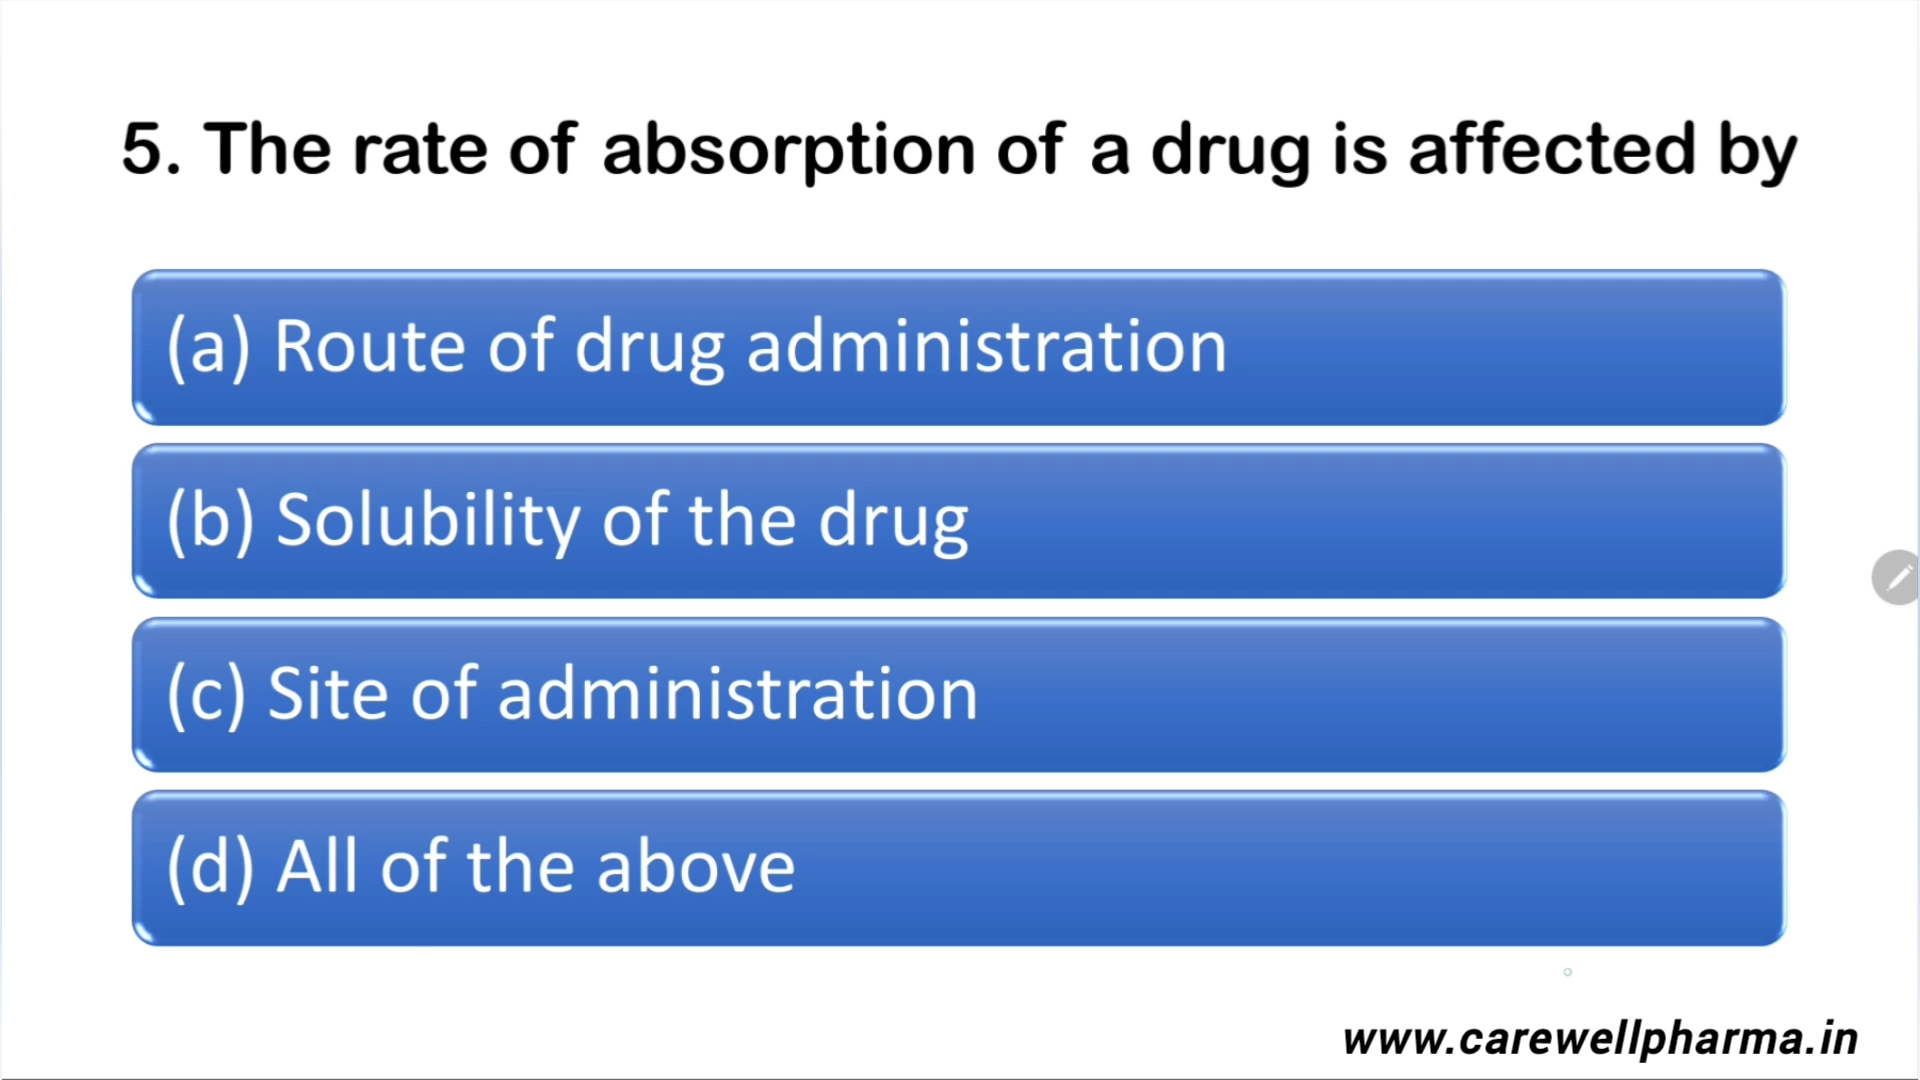 5. The rate of absorption of a drug is affected by
(a) Route of drug administration
(b) Solubility of the drug
(c) Site of administration
(d) All of the above
www.carewellpharma.in